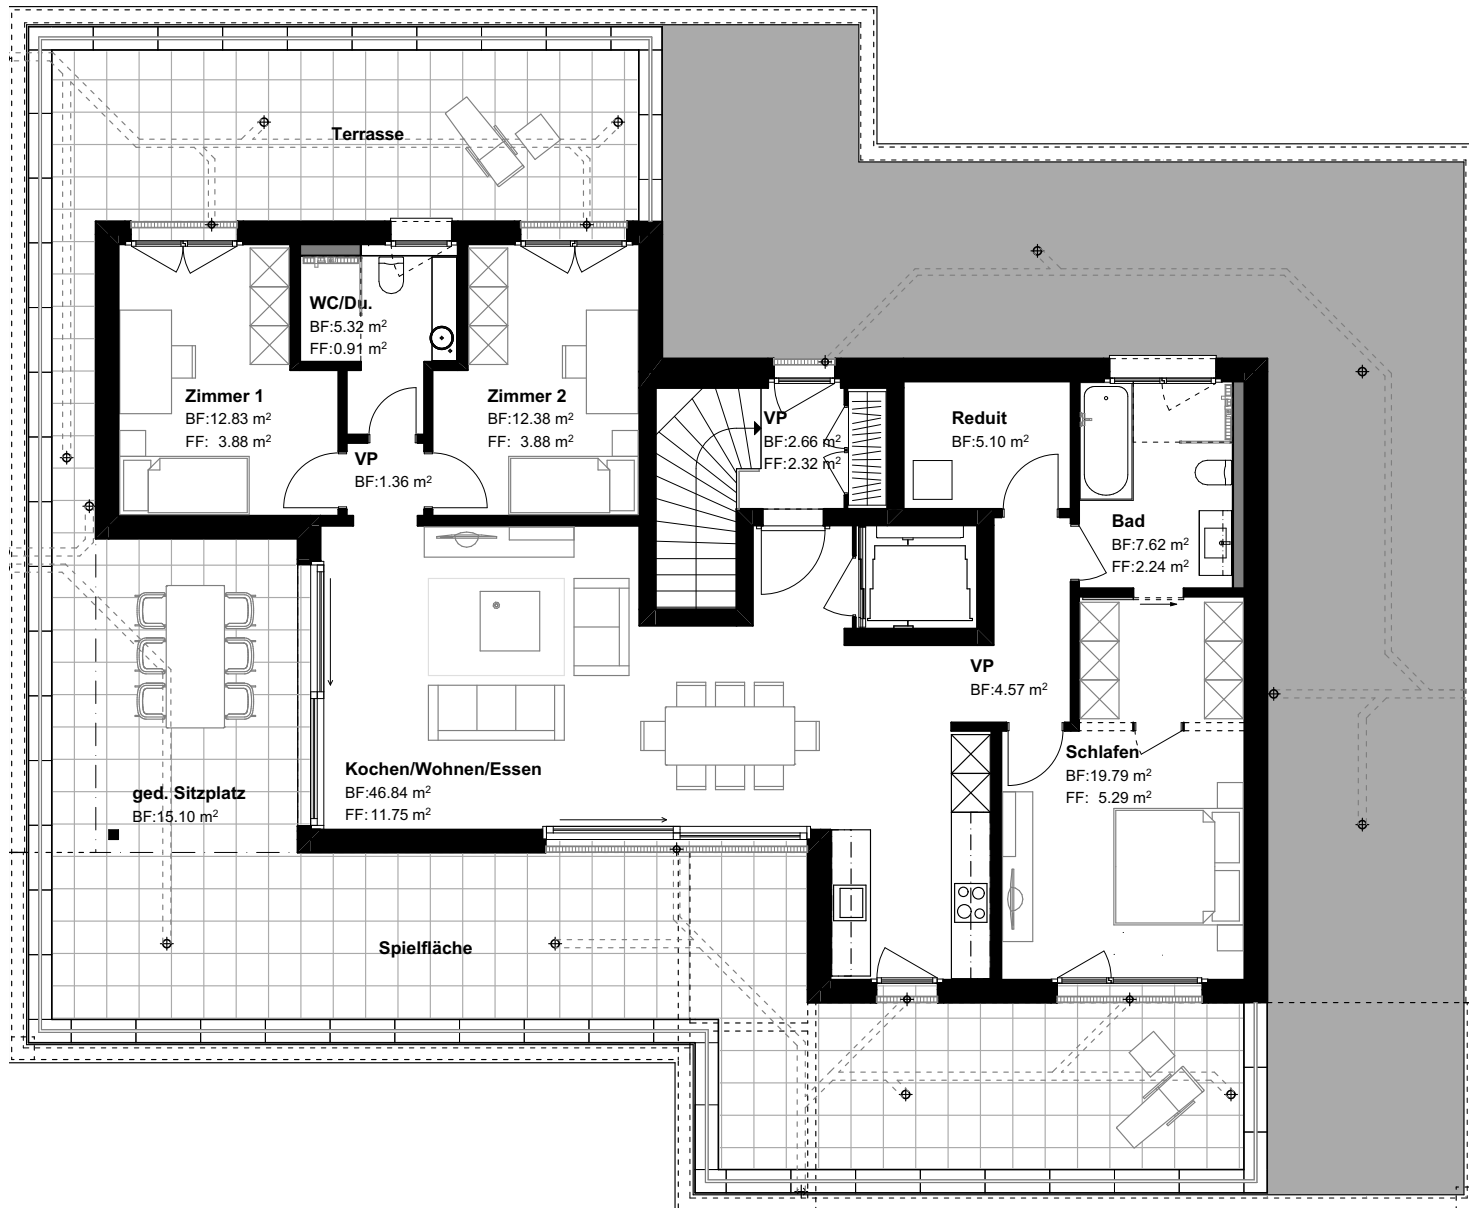 Terrasse
WC/Du.
BF:5.32 m²
FF:0.91 m²
Zimmer 1
BF:12.83 m²
FF: 3.88 m²
Zimmer 2
BF:12.38 m²
FF: 3.88 m²
VP
BF:1.36 m²
VP
BF:2.66 m²
FF:2.32 m²
Reduit
BF:5.10 m²
Bad
BF:7.62 m²
FF:2.24 m²
VP
BF:4.57 m²
Schlafen
BF:19.79 m²
FF: 5.29 m²
Kochen/Wohnen/Essen
BF:46.84 m²
FF:11.75 m²
ged. Sitzplatz
BF:15.10 m²
Spielfläche